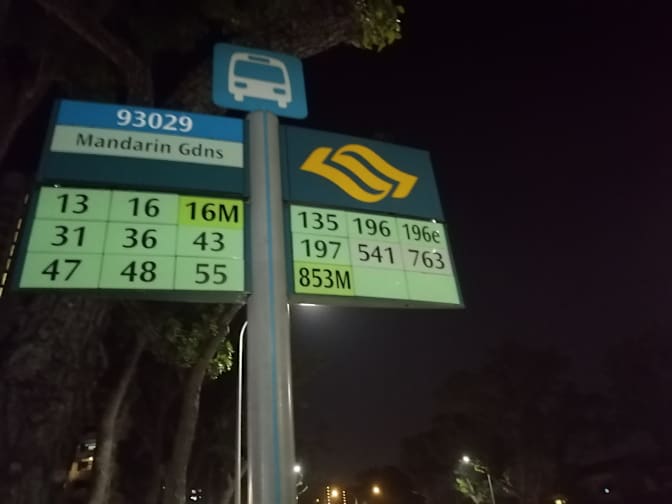 93029
Mandarin Gdns
13 16 16M
31 36 43
47 48 55
135 196 196e
197 541 763
853M